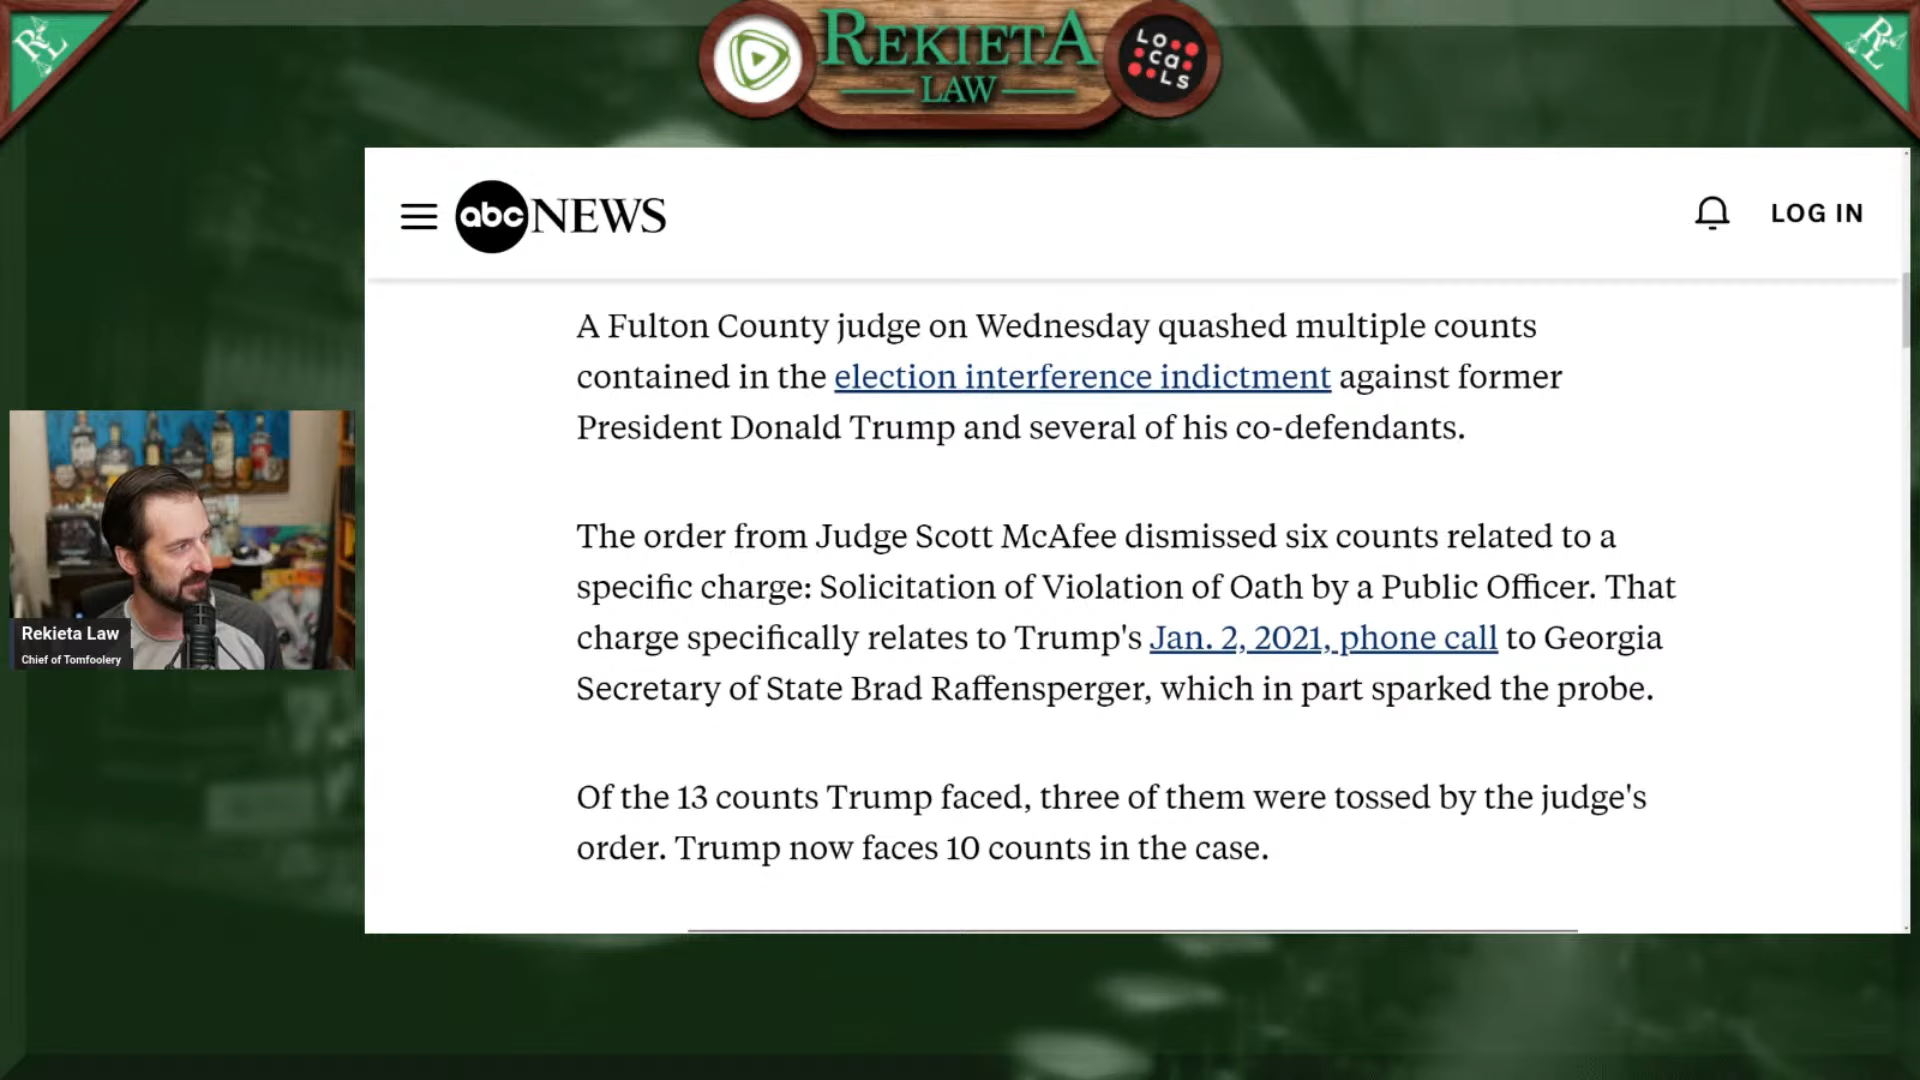 RL
REKIETA
LAW
LO
ca
LS
RL
abc NEWS
LOG IN
A Fulton County judge on Wednesday quashed multiple counts
contained in the election interference indictment against former
President Donald Trump and several of his co-defendants.
The order from Judge Scott McAfee dismissed six counts related to a
specific charge: Solicitation of Violation of Oath by a Public Officer. That
charge specifically relates to Trump's Jan. 2, 2021, phone call to Georgia
Secretary of State Brad Raffensperger, which in part sparked the probe.
Of the 13 counts Trump faced, three of them were tossed by the judge's
order. Trump now faces 10 counts in the case.
Rekieta Law
Chief of Tomfoolery